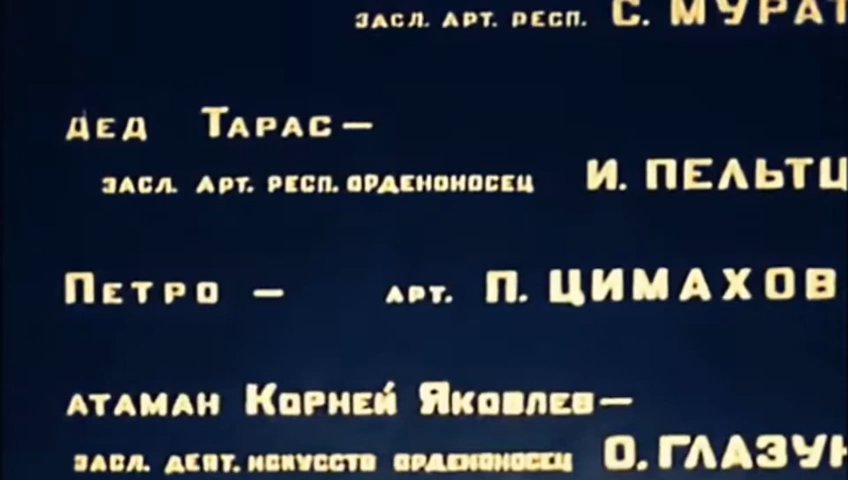 ЗАСЛ. АРТ. РЕСП. С. МУРАТ
ДЕД ТАРАС—
ЗАСЛ. АРТ. РЕСП. ОРДЕНОНОСЕЦ И. ПЕЛЬТЦ
ПЕТРО — АРТ. П. ЦИМАХОВ
АТАМАН КОРНЕЙ ЯКОВЛЕВ—
ЗАСЛ. ДЕЯТ. ИСКУССТВ ОРДЕНОНОСЕЦ О. ГЛАЗУН